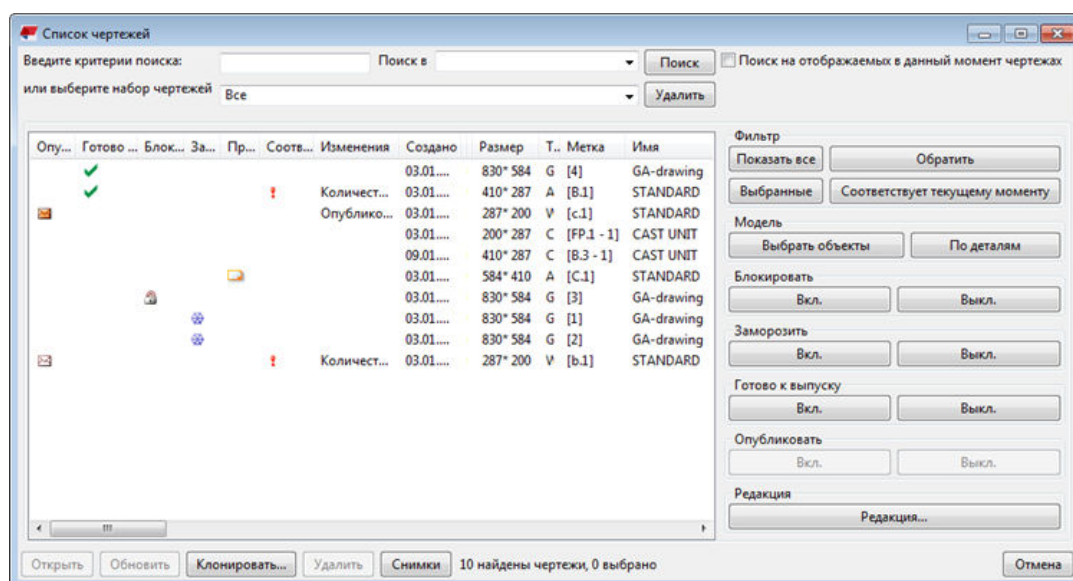 Список чертежей
Введите критерии поиска: Поиск в Поиск Поиск на отображаемых в данный момент чертежах
или выберите набор чертежей Все Удалить
Опу... Готово ... Блок... За... Пр... Соотв... Изменения Создано Размер Т.. Метка Имя
03.01.... 830* 584 G [4] GA-drawing
Количест... 03.01.... 410* 287 A [B.1] STANDARD
Опублико... 03.01.... 287* 200 [c.1] STANDARD
03.01.... 200* 287 C [FP.1 - 1] CAST UNIT
09.01.... 410* 287 C [B.3 - 1] CAST UNIT
03.01.... 584* 410 A [C.1] STANDARD
03.01.... 830* 584 G [3] GA-drawing
03.01.... 830* 584 G [1] GA-drawing
03.01.... 830* 584 G [2] GA-drawing
Количест... 03.01.... 287* 200 [b.1] STANDARD
Фильтр
Показать все Обратить
Выбранные Соответствует текущему моменту
Модель
Выбрать объекты По деталям
Блокировать
Вкл. Выкл.
Заморозить
Вкл. Выкл.
Готово к выпуску
Вкл. Выкл.
Опубликовать
Вкл. Выкл.
Редакция
Редакция...
Открыть Обновить Клонировать... Удалить Снимки 10 найдены чертежи, 0 выбрано Отмена